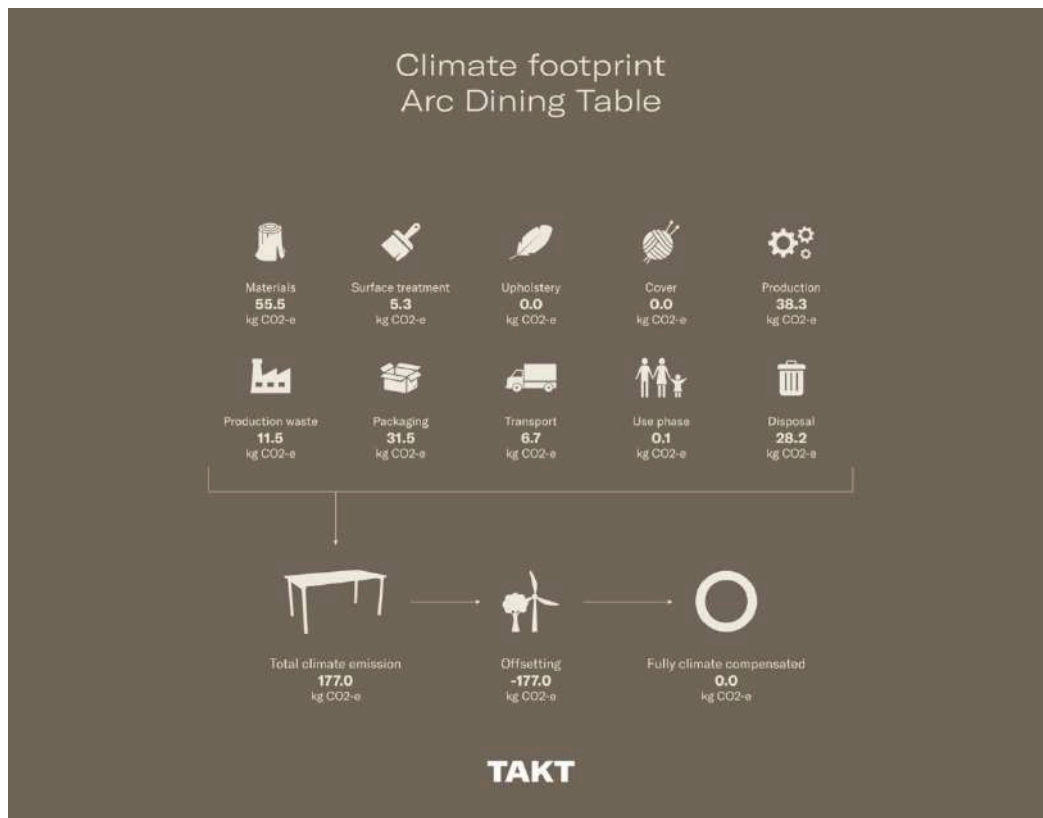 Climate footprint
Arc Dining Table
Materials
55.5
kg CO2-e
Surface treatment
5.3
kg CO2-e
Upholstery
0.0
kg CO2-e
Cover
0.0
kg CO2-e
Production
38.3
kg CO2-e
Production waste
11.5
kg CO2-e
Packaging
31.5
kg CO2-e
Transport
6.7
kg CO2-e
Use phase
0.1
kg CO2-e
Disposal
28.2
kg CO2-e
Total climate emission
177.0
kg CO2-e
Offsetting
-177.0
kg CO2-e
Fully climate compensated
0.0
kg CO2-e
TAKT